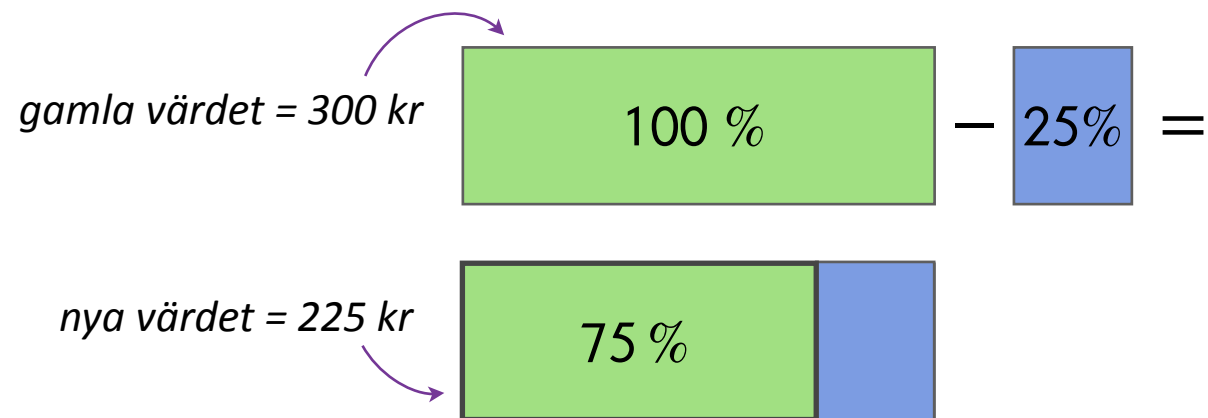 gamla värdet = 300 kr
100 % – 25% =
nya värdet = 225 kr
75 %